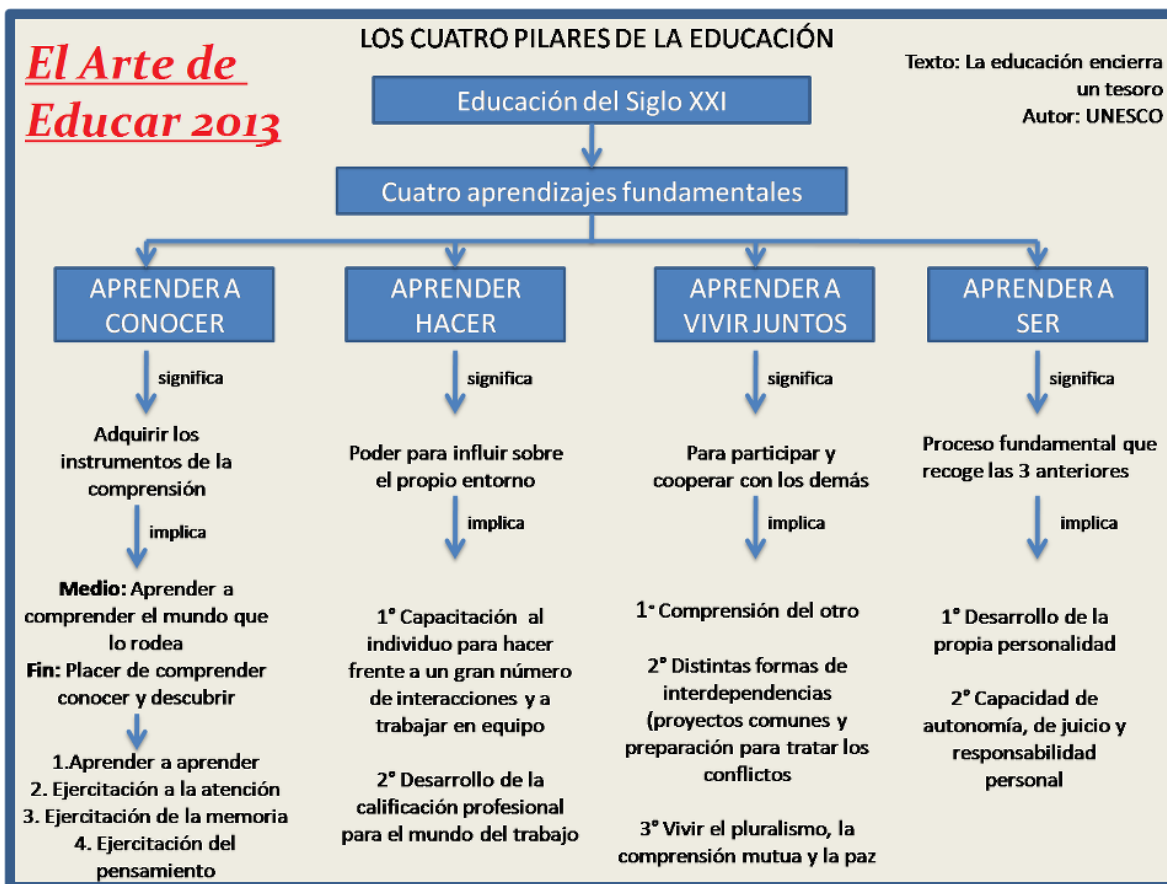 El Arte de
Educar 2013
LOS CUATRO PILARES DE LA EDUCACIÓN
Texto: La educación encierra
un tesoro
Autor: UNESCO
Educación del Siglo XXI
Cuatro aprendizajes fundamentales
APRENDER A
CONOCER
significa
Adquirir los
instrumentos de la
comprensión
implica
Medio: Aprender a
comprender el mundo que
lo rodea
Fin: Placer de comprender
conocer y descubrir
1.Aprender a aprender
2. Ejercitación a la atención
3. Ejercitación de la memoria
4. Ejercitación del
pensamiento
APRENDER
HACER
significa
Poder para influir sobre
el propio entorno
implica
1° Capacitación al
individuo para hacer
frente a un gran número
de interacciones y a
trabajar en equipo
2° Desarrollo de la
calificación profesional
para el mundo del trabajo
APRENDER A
VIVIR JUNTOS
significa
Para participar y
cooperar con los demás
implica
1° Comprensión del otro
2° Distintas formas de
interdependencias
(proyectos comunes y
preparación para tratar los
conflictos
3° Vivir el pluralismo, la
comprensión mutua y la paz
APRENDER A
SER
significa
Proceso fundamental que
recoge las 3 anteriores
implica
1° Desarrollo de la
propia personalidad
2° Capacidad de
autonomía, de juicio y
responsabilidad
personal